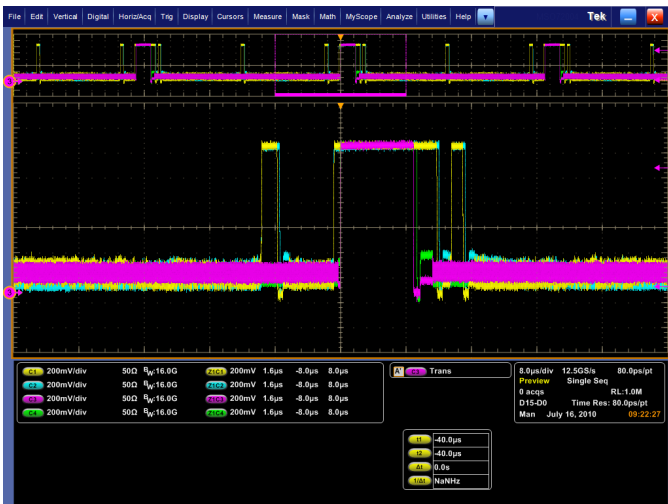 File Edit Vertical Digital Horiz/Acq Trig Display Cursors Measure Mask Math MyScope Analyze Utilities Help Tek X
C1 200mV/div 50Ω BW:16.0G Z1C1 200mV 1.6µs -8.0µs 8.0µs
C2 200mV/div 50Ω BW:16.0G Z1C2 200mV 1.6µs -8.0µs 8.0µs
C3 200mV/div 50Ω BW:16.0G Z1C3 200mV 1.6µs -8.0µs 8.0µs
C4 200mV/div 50Ω BW:16.0G Z1C4 200mV 1.6µs -8.0µs 8.0µs
A' C3 Trans
8.0µs/div 12.5GS/s 80.0ps/pt
Preview Single Seq
0 acqs RL:1.0M
D15-D0 Time Res: 80.0ps/pt
Man July 16, 2010 09:22:27
t1 -40.0µs
t2 -40.0µs
Δt 0.0s
1/Δt NaNHz